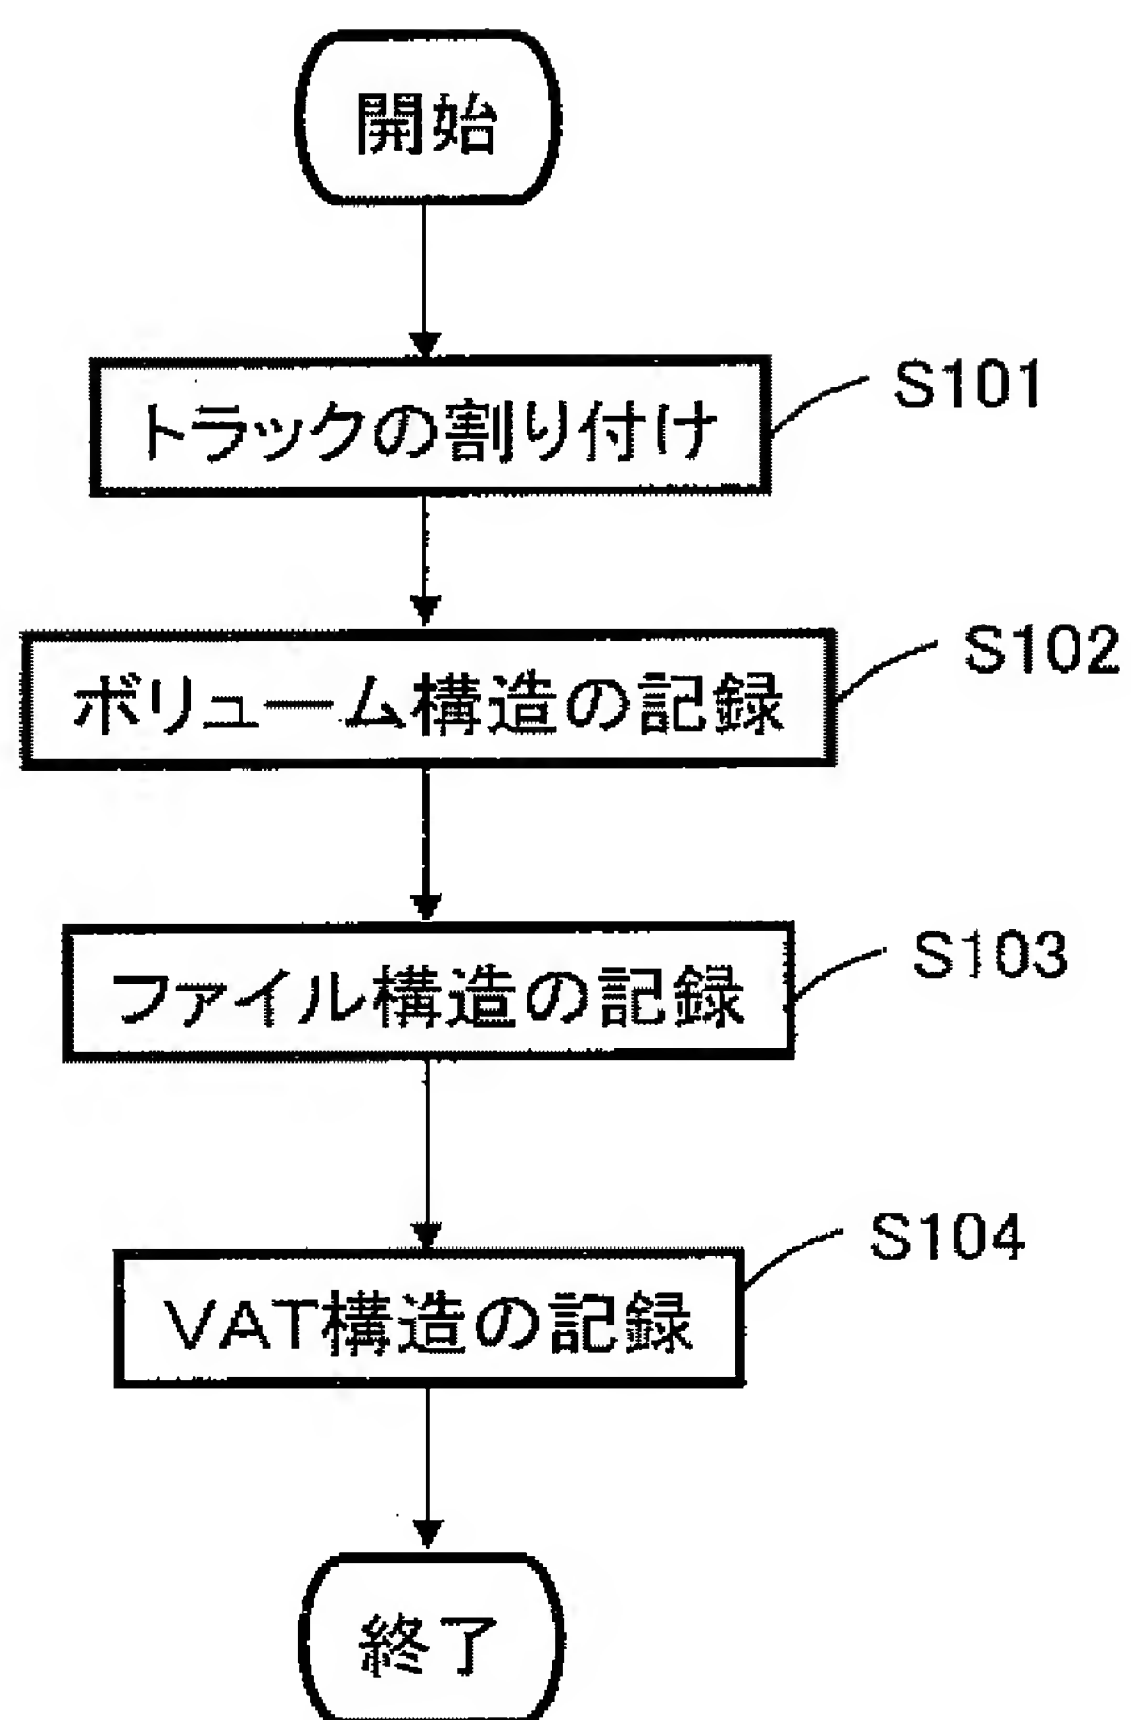 開始
トラックの割り付け
S101
ボリューム構造の記録
S102
ファイル構造の記録
S103
VAT構造の記録
S104
終了